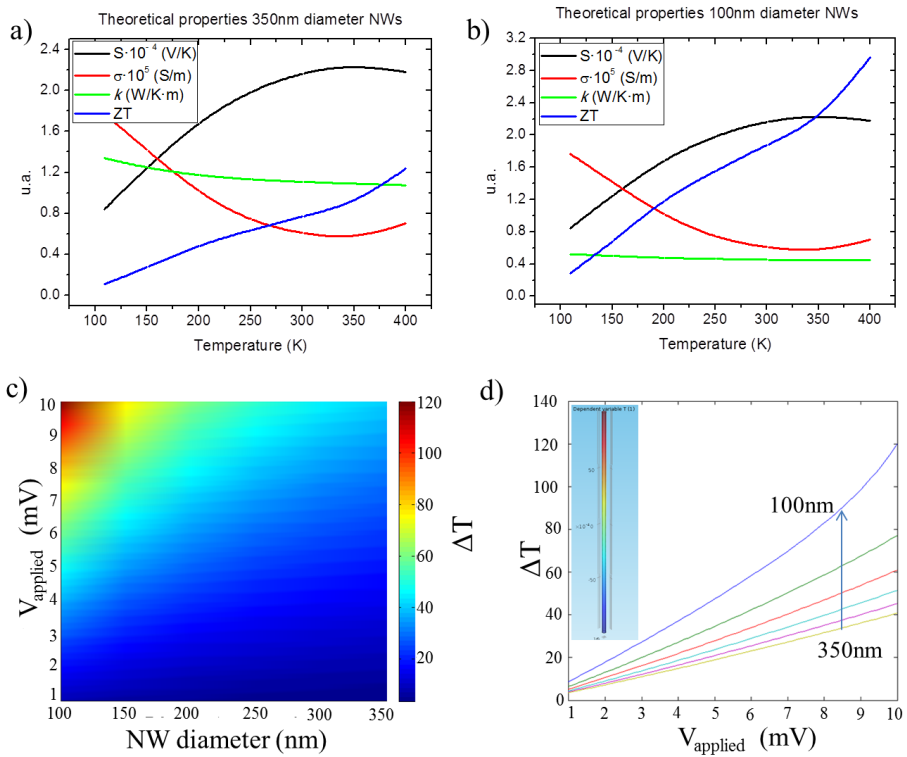 Theoretical properties 350nm diameter NWs
a)
S·10⁻⁴ (V/K)
σ·10⁵ (S/m)
k (W/K·m)
ZT
2.4
2.0
1.6
1.2
0.8
0.4
0.0
u.a.
100 150 200 250 300 350 400
Temperature (K)
Theoretical properties 100nm diameter NWs
b)
S·10⁻⁴ (V/K)
σ·10⁵ (S/m)
k (W/K·m)
ZT
3.2
2.8
2.4
2.0
1.6
1.2
0.8
0.4
0.0
u.a.
100 150 200 250 300 350 400
Temperature (K)
c)
10
9
8
7
6
5
4
3
2
1
V applied (mV)
100 150 200 250 300 350
NW diameter (nm)
120
100
80
60
40
20
ΔT
d)
140
120
100
80
60
40
20
0
ΔT
Dependent variable T (1)
50
50
100nm
350nm
1 2 3 4 5 6 7 8 9 10
V applied (mV)